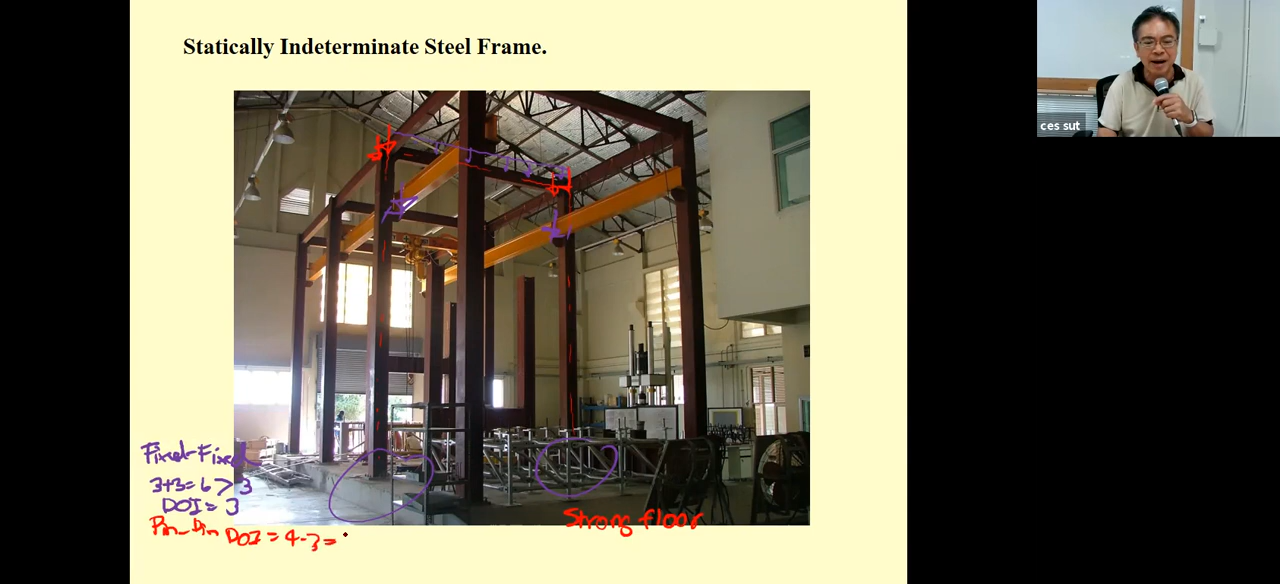 Statically Indeterminate Steel Frame.
ces sut
Fixed-Fixed
3+3=6 > 3
DOI = 3
Strong floor
Pin-Pin DOI = 4-3=